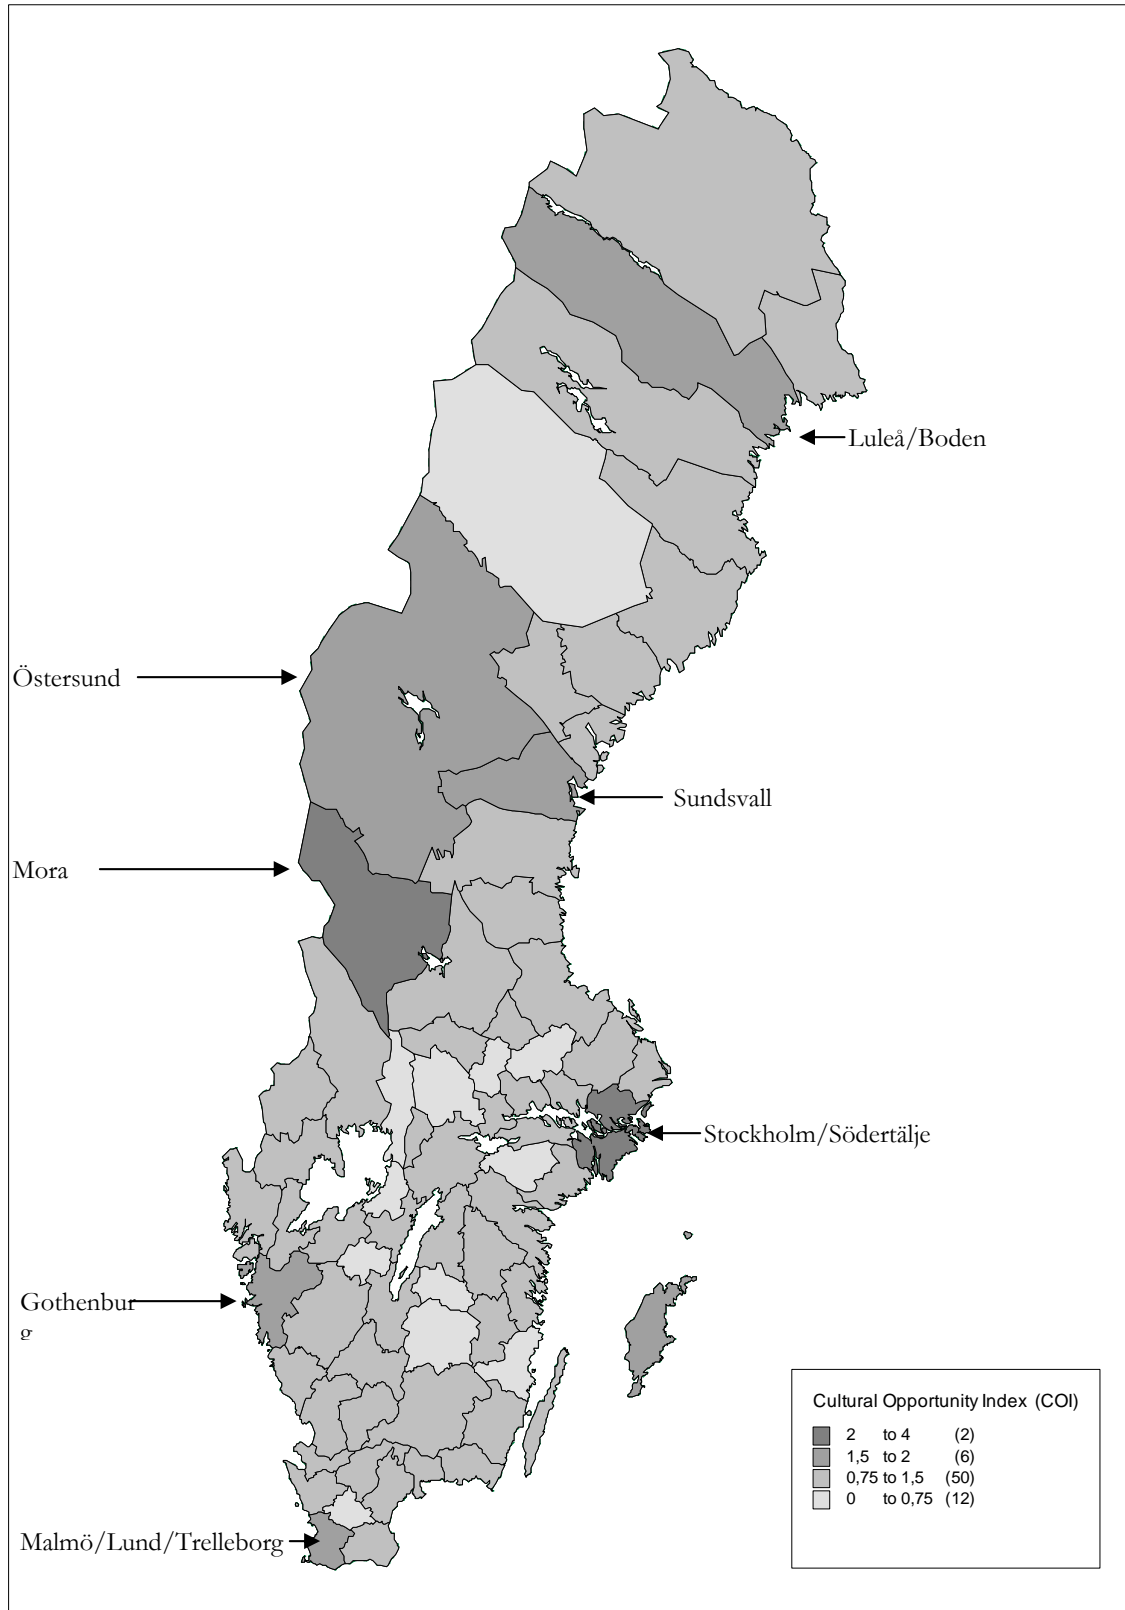 Luleå/Boden
Östersund
Sundsvall
Mora
Stockholm/Södertälje
Gothenbur
g
Malmö/Lund/Trelleborg
Cultural Opportunity Index (COI)
2 to 4 (2)
1,5 to 2 (6)
0,75 to 1,5 (50)
0 to 0,75 (12)